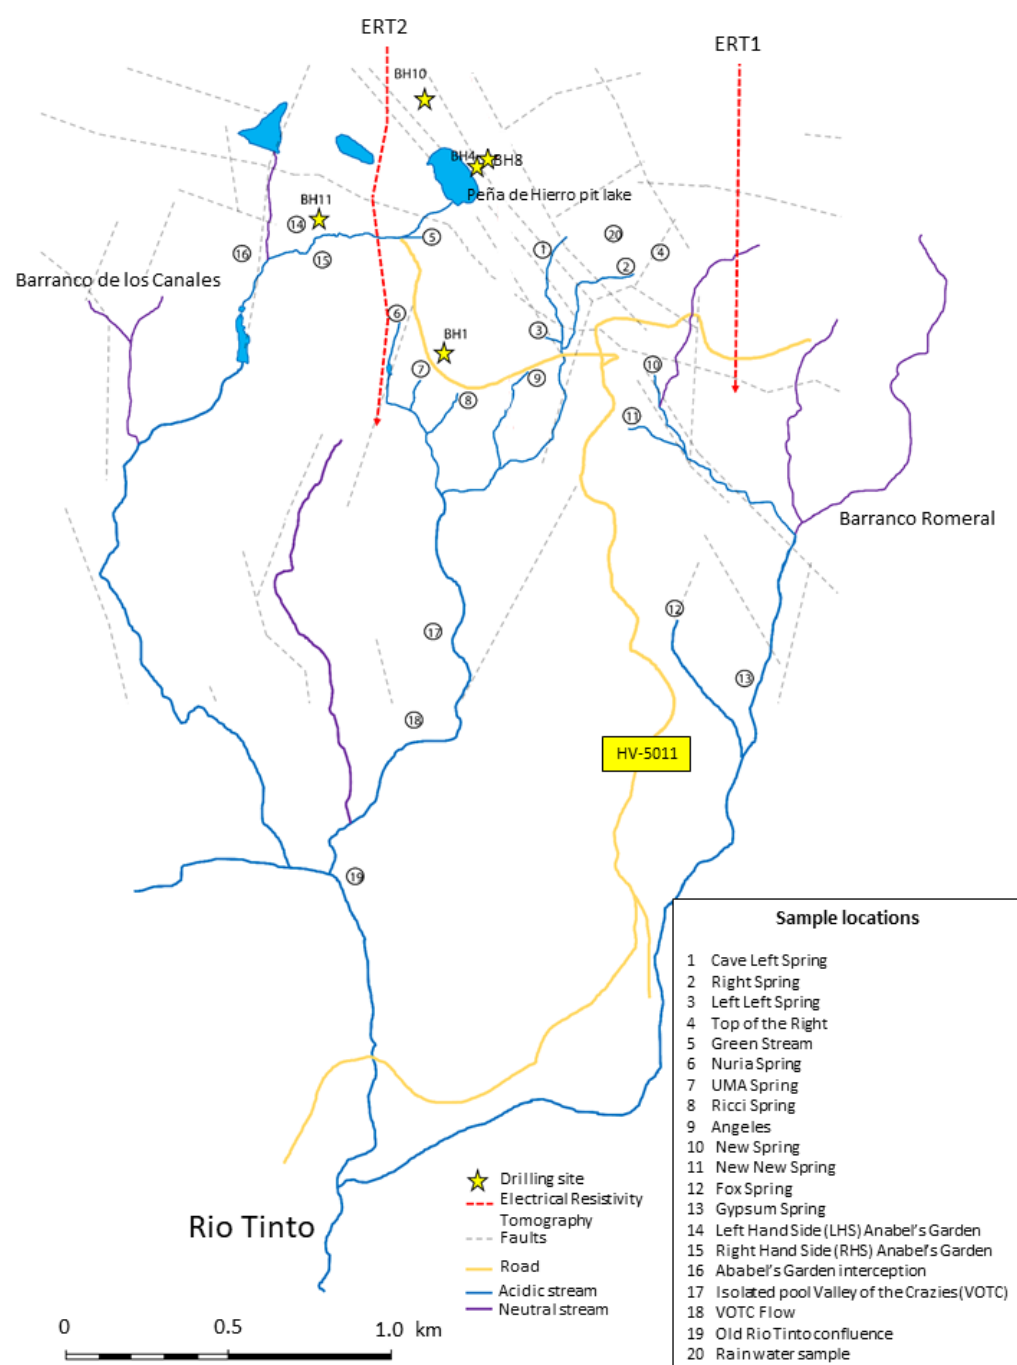 ERT2
ERT1
BH10
BH4
BH8
Peña de Hierro pit lake
BH11
14
20
5
1
4
16
15
2
Barranco de los Canales
6
3
BH1
7
9
10
8
11
Barranco Romeral
12
17
13
18
HV-5011
19
Rio Tinto
Drilling site
Electrical Resistivity
Tomography
Faults
Road
Acidic stream
Neutral stream
0 0.5 1.0 km
Sample locations
1 Cave Left Spring
2 Right Spring
3 Left Left Spring
4 Top of the Right
5 Green Stream
6 Nuria Spring
7 UMA Spring
8 Ricci Spring
9 Angeles
10 New Spring
11 New New Spring
12 Fox Spring
13 Gypsum Spring
14 Left Hand Side (LHS) Anabel's Garden
15 Right Hand Side (RHS) Anabel's Garden
16 Ababel's Garden interception
17 Isolated pool Valley of the Crazies (VOTC)
18 VOTC Flow
19 Old Rio Tinto confluence
20 Rain water sample